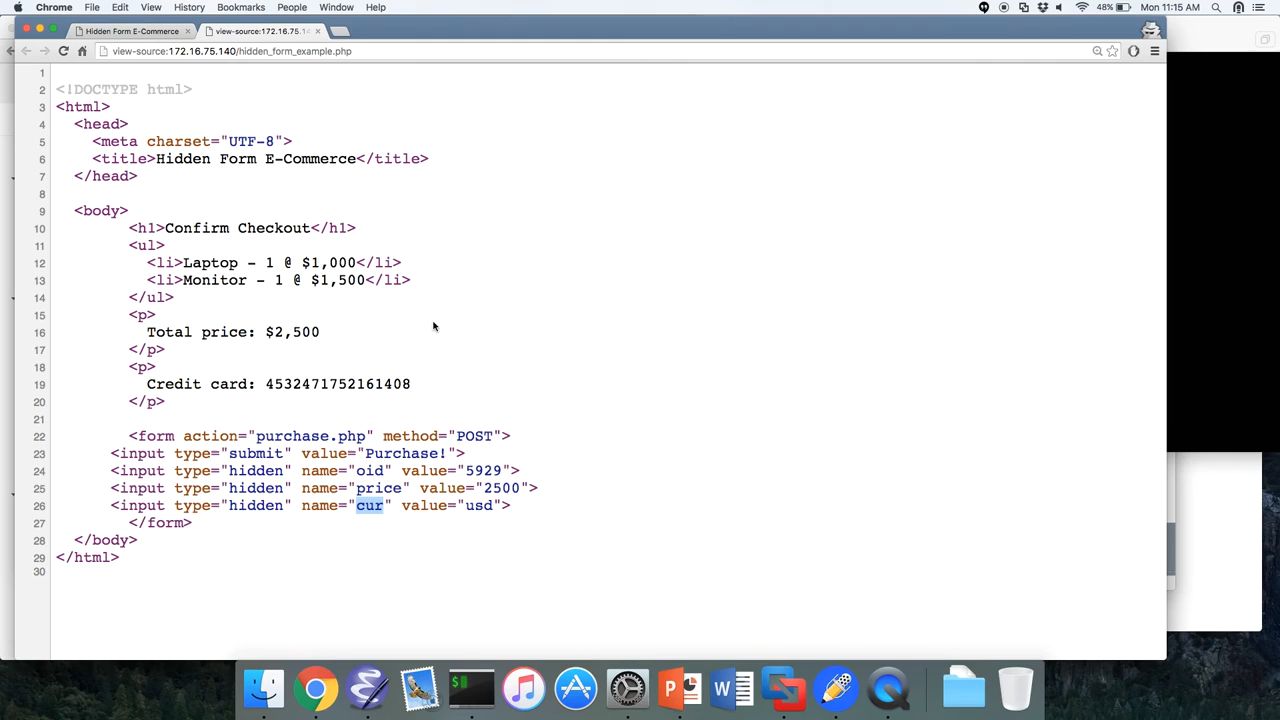 Chrome File Edit View History Bookmarks People Window Help 48% Mon 11:15 AM
Hidden Form E-Commerce × view-source:172.16.75.14 ×
view-source:172.16.75.140/hidden_form_example.php
1
2 <!DOCTYPE html>
3 <html>
4 <head>
5 <meta charset="UTF-8">
6 <title>Hidden Form E-Commerce</title>
7 </head>
8
9 <body>
10 <h1>Confirm Checkout</h1>
11 <ul>
12 <li>Laptop - 1 @ $1,000</li>
13 <li>Monitor - 1 @ $1,500</li>
14 </ul>
15 <p>
16 Total price: $2,500
17 </p>
18 <p>
19 Credit card: 4532471752161408
20 </p>
21
22 <form action="purchase.php" method="POST">
23 <input type="submit" value="Purchase!">
24 <input type="hidden" name="oid" value="5929">
25 <input type="hidden" name="price" value="2500">
26 <input type="hidden" name="cur" value="usd">
27 </form>
28 </body>
29 </html>
30